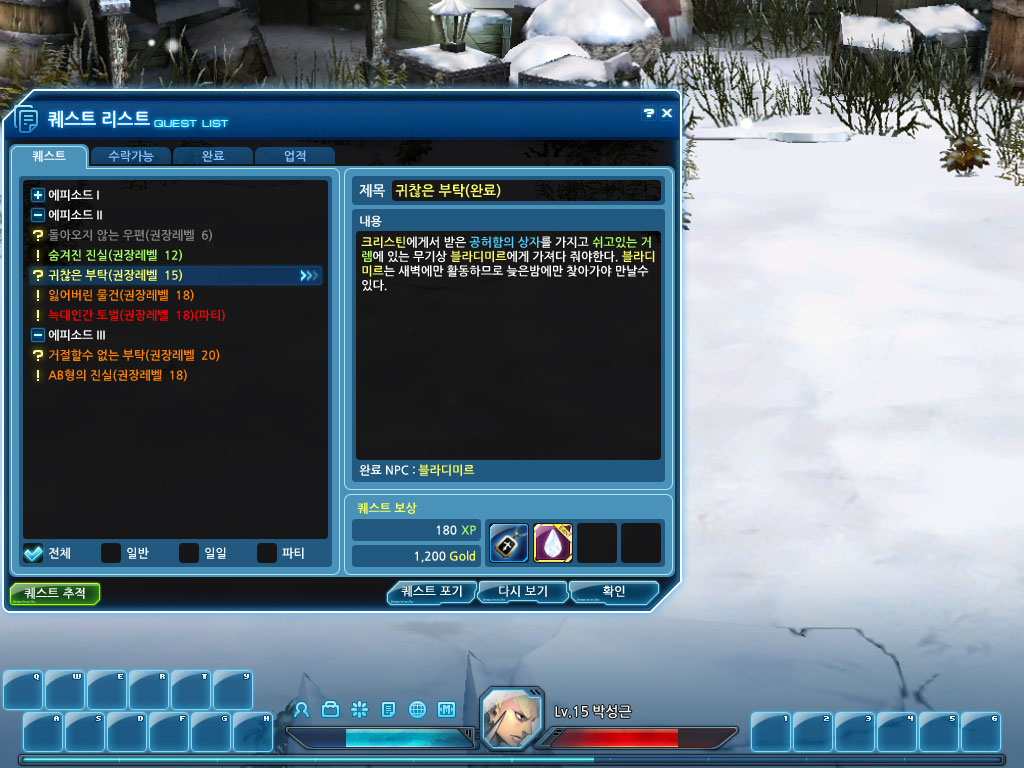 퀘스트 리스트 QUEST LIST
? X
퀘스트 수락가능 완료 업적
에피소드 I
에피소드 II
? 돌아오지 않는 우편(권장레벨 6)
! 숨겨진 진실(권장레벨 12)
? 귀찮은 부탁(권장레벨 15)
! 잃어버린 물건(권장레벨 18)
! 늑대인간 토벌(권장레벨 18)(파티)
에피소드 III
? 거절할수 없는 부탁(권장레벨 20)
! AB형의 진실(권장레벨 18)
전체 일반 일일 파티
퀘스트 추적
제목 귀찮은 부탁(완료)
내용
크리스틴에게서 받은 공허함의 상자를 가지고 쉬고있는 거
렘에 있는 무기상 블라디미르에게 가져다 줘야한다. 블라디
미르는 새벽에만 활동하므로 늦은밤에만 찾아가야 만날수
있다.
완료 NPC : 블라디미르
퀘스트 보상
180 XP
1,200 Gold
퀘스트 포기 다시 보기 확인
Q W E R T Y
A S D F G H
M
Lv.15 박성근
1 2 3 4 5 6